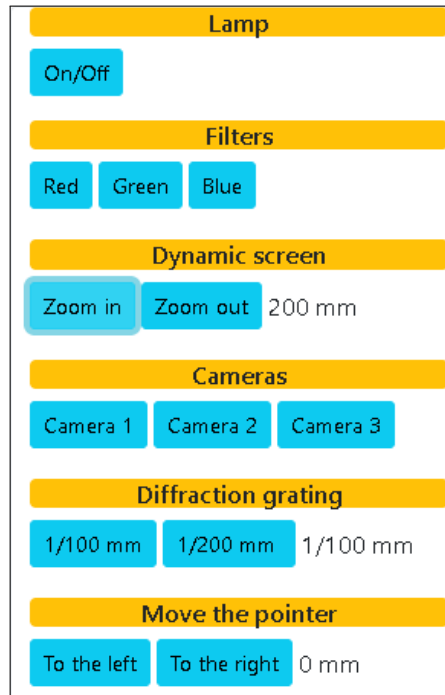 Lamp
On/Off
Filters
Red Green Blue
Dynamic screen
Zoom in Zoom out 200 mm
Cameras
Camera 1 Camera 2 Camera 3
Diffraction grating
1/100 mm 1/200 mm 1/100 mm
Move the pointer
To the left To the right 0 mm